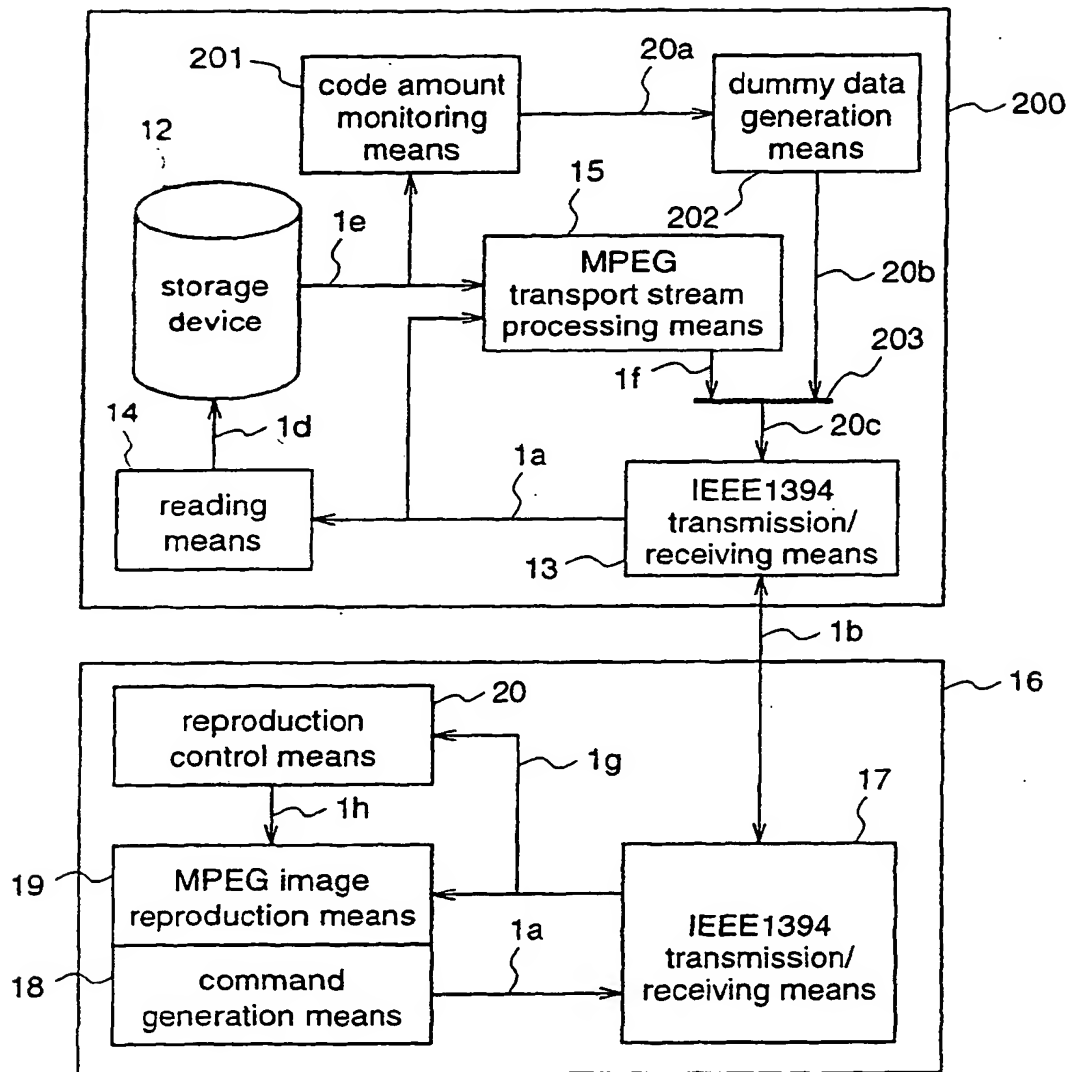 201
code amount
monitoring
means
20a
dummy data
generation
means
200
12
15
202
1e
storage
device
MPEG
transport stream
processing means
20b
203
1f
20c
14
1d
reading
means
1a
IEEE1394
transmission/
receiving means
13
1b
16
20
reproduction
control means
1g
17
1h
19
MPEG image
reproduction means
1a
IEEE1394
transmission/
receiving means
18
command
generation means